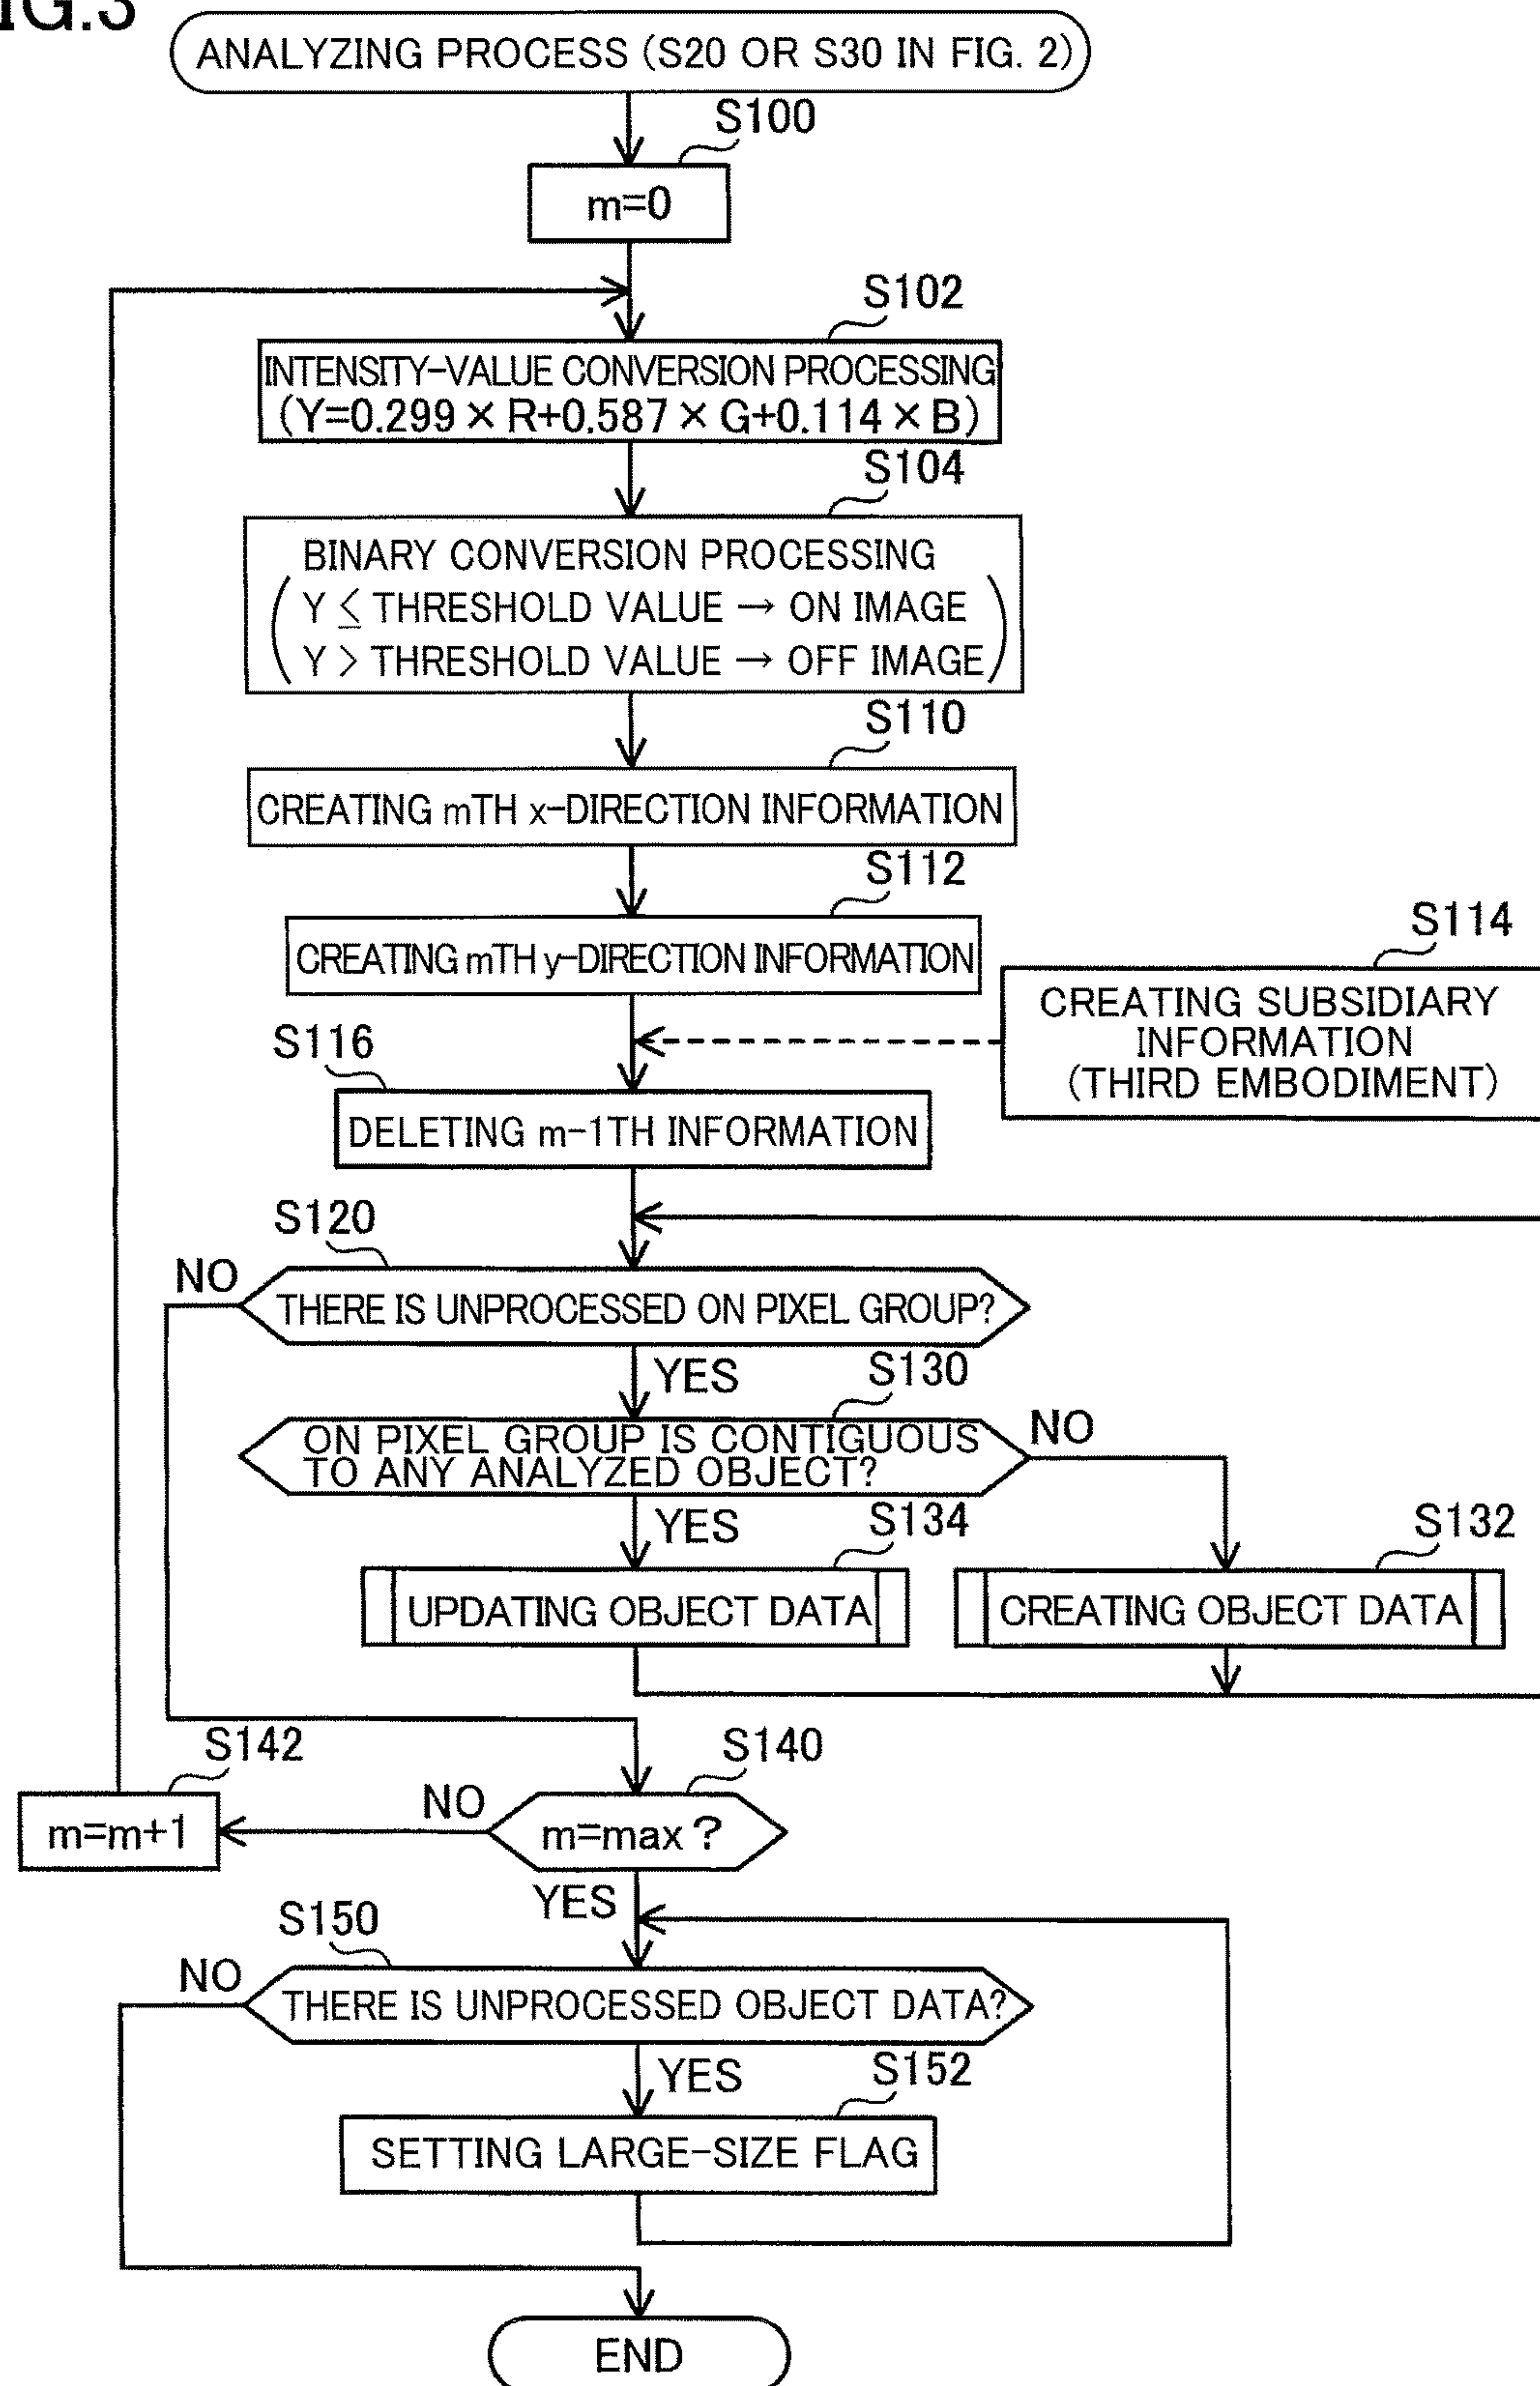 IG.3
ANALYZING PROCESS (S20 OR S30 IN FIG. 2)
S100
m=0
S102
INTENSITY-VALUE CONVERSION PROCESSING
(Y=0.299 × R+0.587 × G+0.114 × B)
S104
BINARY CONVERSION PROCESSING
Y ≤ THRESHOLD VALUE → ON IMAGE
Y > THRESHOLD VALUE → OFF IMAGE
S110
CREATING mTH x-DIRECTION INFORMATION
S112
CREATING mTH y-DIRECTION INFORMATION
S114
CREATING SUBSIDIARY
INFORMATION
(THIRD EMBODIMENT)
S116
DELETING m-1TH INFORMATION
S120
NO
THERE IS UNPROCESSED ON PIXEL GROUP?
YES
S130
ON PIXEL GROUP IS CONTIGUOUS
TO ANY ANALYZED OBJECT?
NO
YES
S134
UPDATING OBJECT DATA
S132
CREATING OBJECT DATA
S142
m=m+1
S140
NO
m=max ?
YES
S150
NO
THERE IS UNPROCESSED OBJECT DATA?
YES
S152
SETTING LARGE-SIZE FLAG
END